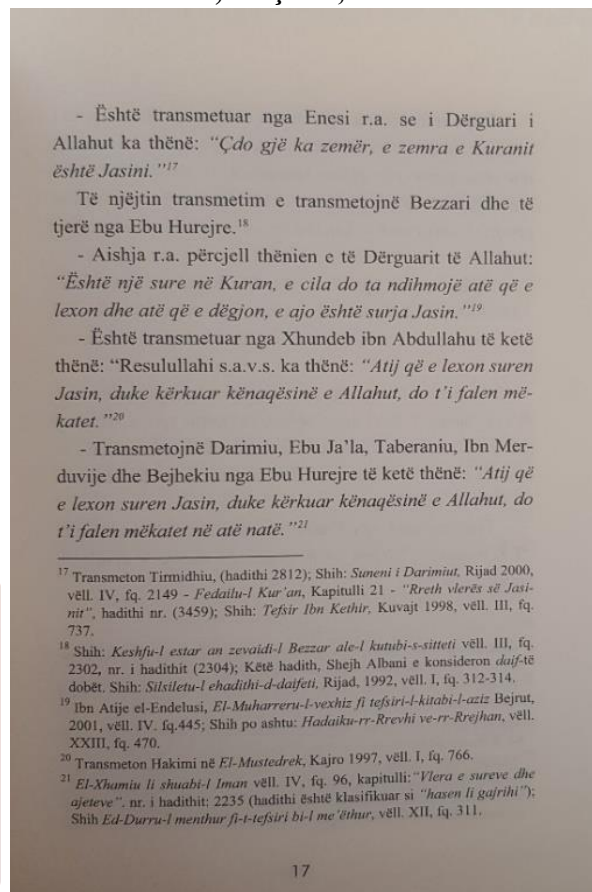 - Është transmetuar nga Enesi r.a. se i Dërguari i
Allahut ka thënë: “Çdo gjë ka zemër, e zemra e Kuranit
është Jasini.”17
Të njëjtin transmetim e transmetojnë Bezzari dhe të
tjerë nga Ebu Hurejre.18
- Aishja r.a. përcjell thënien e të Dërguarit të Allahut:
“Është një sure në Kuran, e cila do ta ndihmojë atë që e
lexon dhe atë që e dëgjon, e ajo është surja Jasin.”19
- Është transmetuar nga Xhundeb ibn Abdullahu të ketë
thënë: “Resulullahi s.a.v.s. ka thënë: “Atij që e lexon suren
Jasin, duke kërkuar kënaqësinë e Allahut, do t’i falen më-
katet.”20
- Transmetojnë Darimiu, Ebu Ja’la, Taberaniu, Ibn Mer-
duvije dhe Bejhekiu nga Ebu Hurejre të ketë thënë: “Atij që
e lexon suren Jasin, duke kërkuar kënaqësinë e Allahut, do
t’i falen mëkatet në atë natë.”21
17 Transmeton Tirmidhiu, (hadithi 2812); Shih: Suneni i Darimiut, Rijad 2000,
vëll. IV, fq. 2149 - Fedailu-l Kur’an, Kapitulli 21 - “Rreth vlerës së Jasi-
nit”, hadithi nr. (3459); Shih: Tefsir Ibn Kethir, Kuvajt 1998, vëll. III, fq.
737.
18 Shih: Keshfu-l estar an zevaidi-l Bezzar ale-l kutubi-s-sitteti vëll. III, fq.
2302, nr. i hadithit (2304); Këtë hadith, Shejh Albani e konsideron daif-të
dobët. Shih: Silsiletu-l ehadithi-d-daifeti, Rijad, 1992, vëll. I, fq. 312-314.
19 Ibn Atije el-Endelusi, El-Muharreru-l-vexhiz fi tefsiri-l-kitabi-l-aziz Bejrut,
2001, vëll. IV. fq.445; Shih po ashtu: Hadaiku-rr-Rrevhi ve-rr-Rrejhan, vëll.
XXIII, fq. 470.
20 Transmeton Hakimi në El-Mustedrek, Kajro 1997, vëll. I, fq. 766.
21 El-Xhamiu li shuabi-l Iman vëll. IV, fq. 96, kapitulli:“Vlera e sureve dhe
ajeteve”. nr. i hadithit: 2235 (hadithi është klasifikuar si “hasen li gajrihi”);
Shih Ed-Durru-l menthur fi-t-tefsiri bi-l me’ëthur, vëll. XII, fq. 311.
17